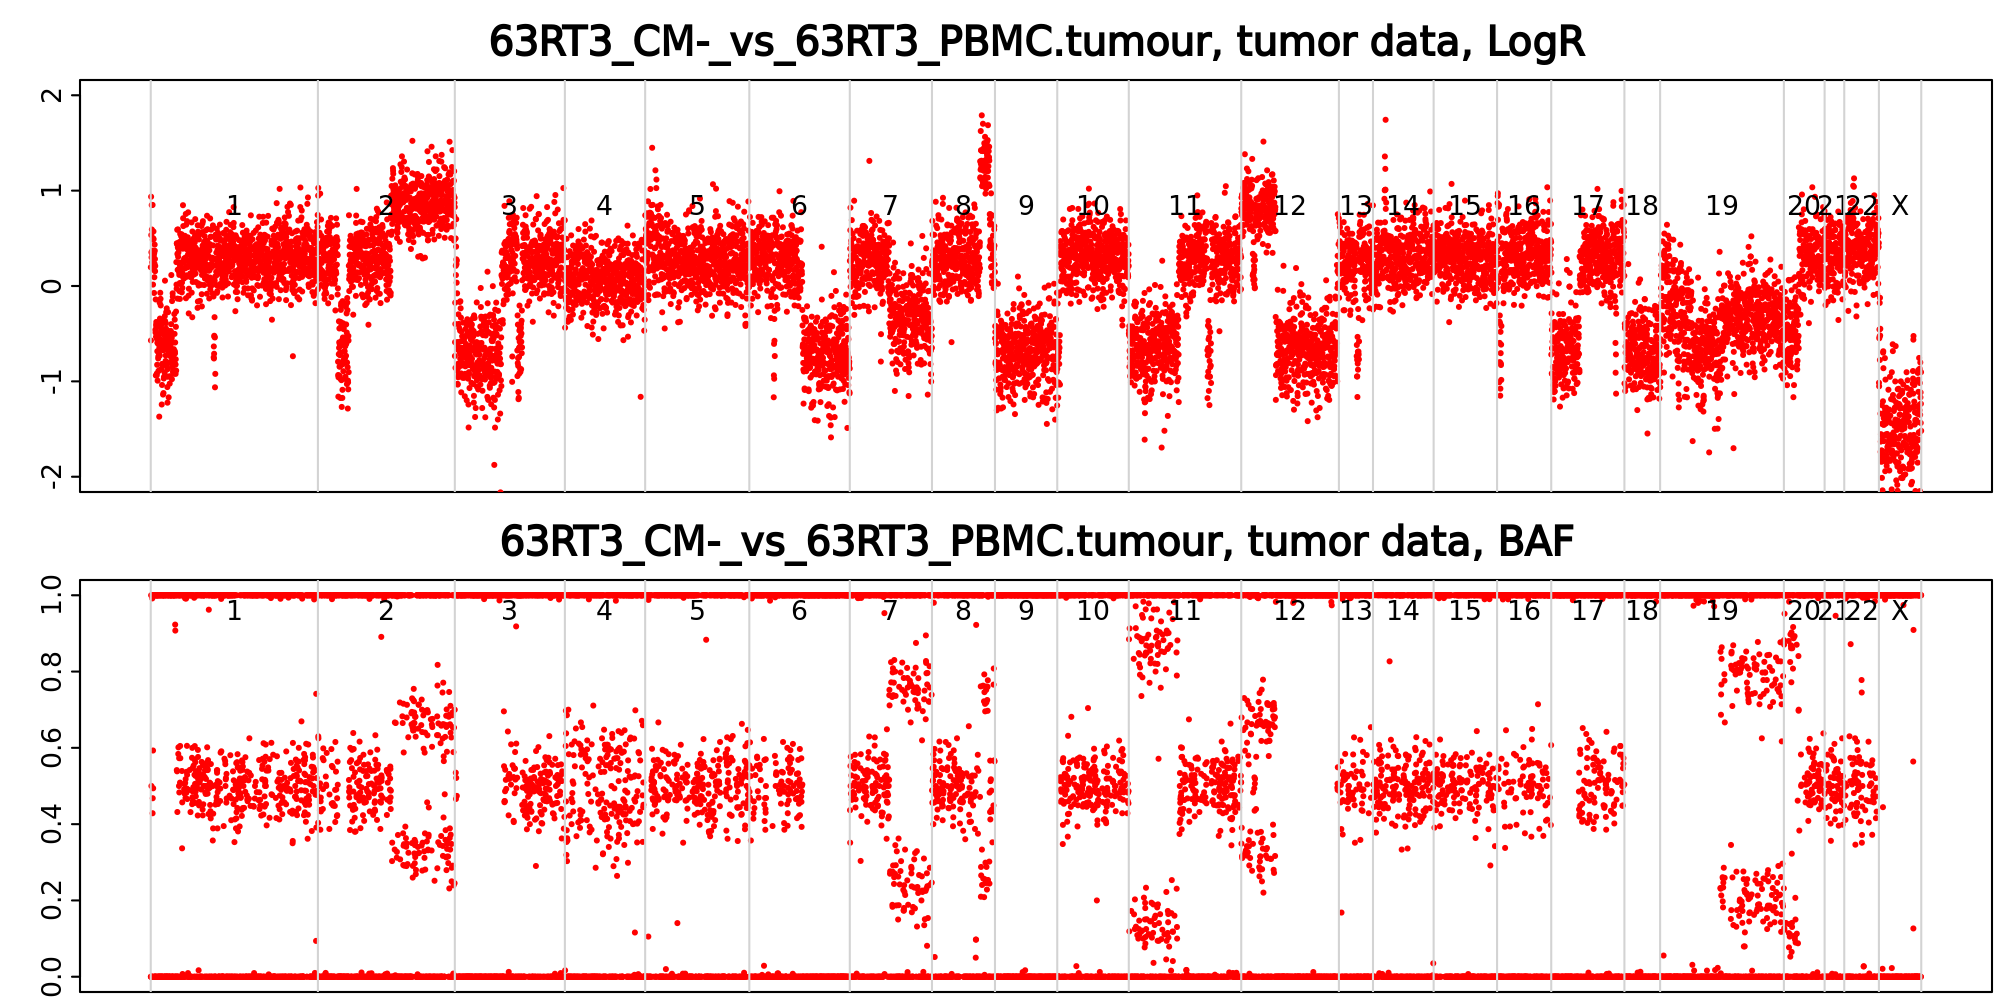 63RT3_CM-_vs_63RT3_PBMC.tumour, tumor data, LogR
2
1
0
-1
-2
1 2 3 4 5 6 7 8 9 10 11 12 13 14 15 16 17 18 19 20 21 22 X
63RT3_CM-_vs_63RT3_PBMC.tumour, tumor data, BAF
1.0
0.8
0.6
0.4
0.2
0.0
1 2 3 4 5 6 7 8 9 10 11 12 13 14 15 16 17 18 19 20 21 22 X